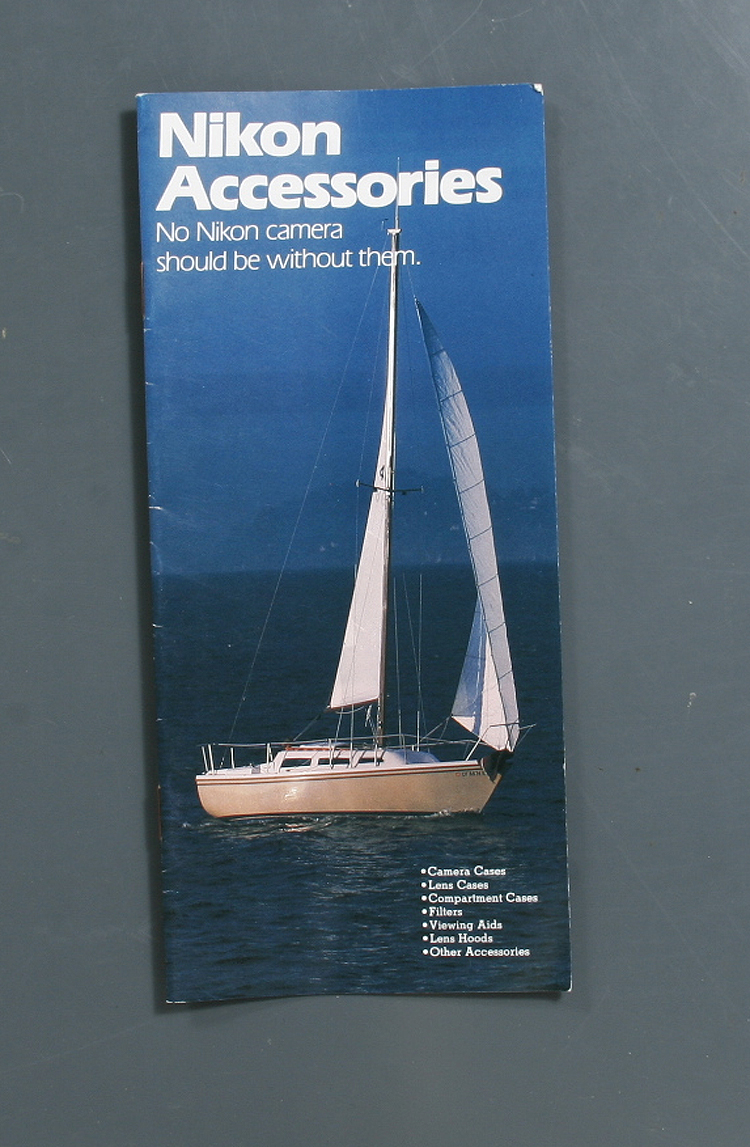 Nikon
Accessories
No Nikon camera
should be without them.
•Camera Cases
•Lens Cases
•Compartment Cases
•Filters
•Viewing Aids
•Lens Hoods
•Other Accessories